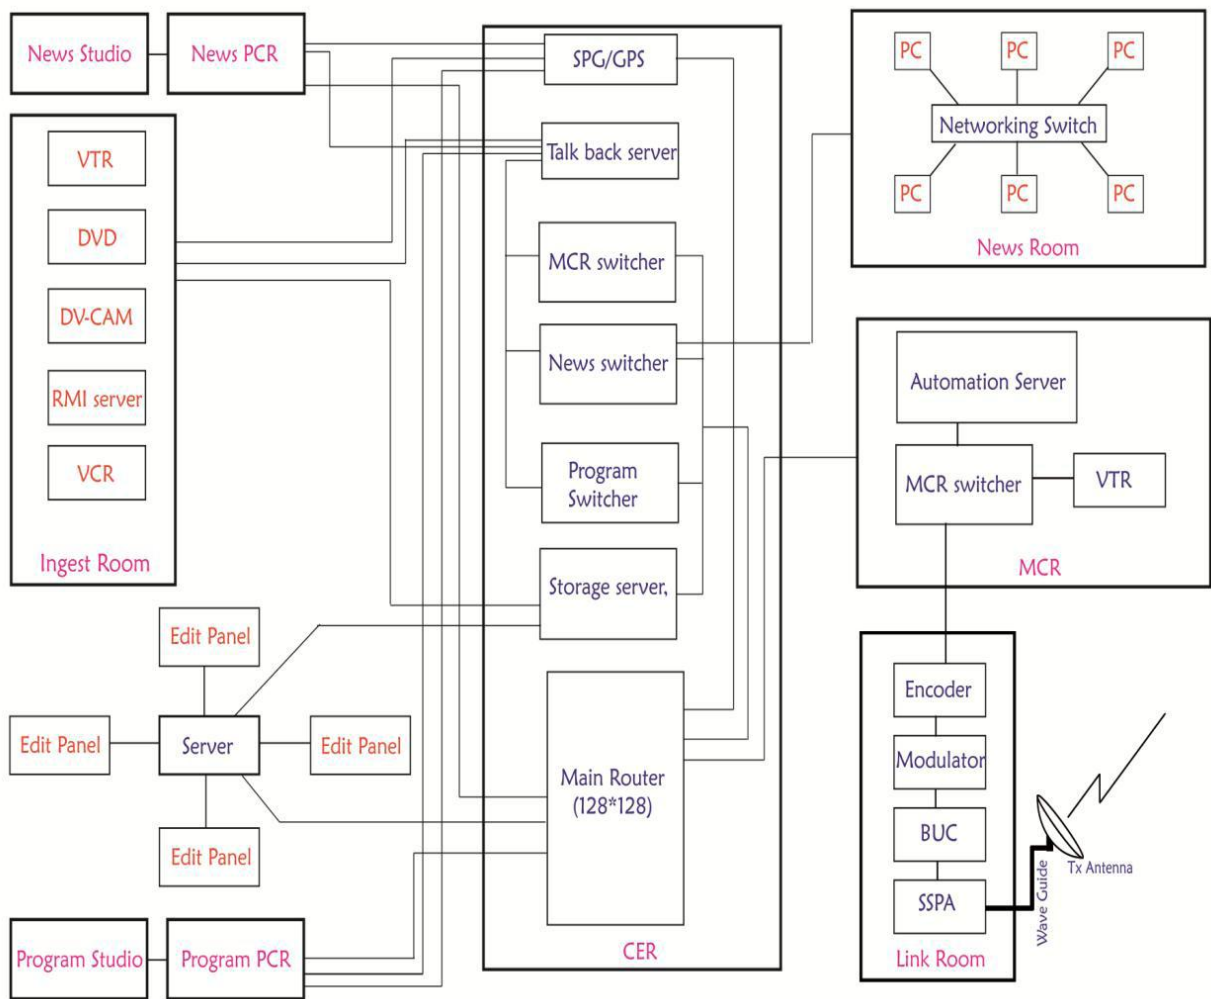 News Studio
News PCR
SPG/GPS
Talk back server
MCR switcher
News switcher
Program
Switcher
Storage server,
Main Router
(128*128)
CER
VTR
DVD
DV-CAM
RMI server
VCR
Ingest Room
Edit Panel
Edit Panel
Server
Edit Panel
Edit Panel
Program Studio
Program PCR
PC
PC
PC
Networking Switch
PC
PC
PC
News Room
Automation Server
MCR switcher
VTR
MCR
Encoder
Modulator
BUC
SSPA
Link Room
Wave Guide
Tx Antenna